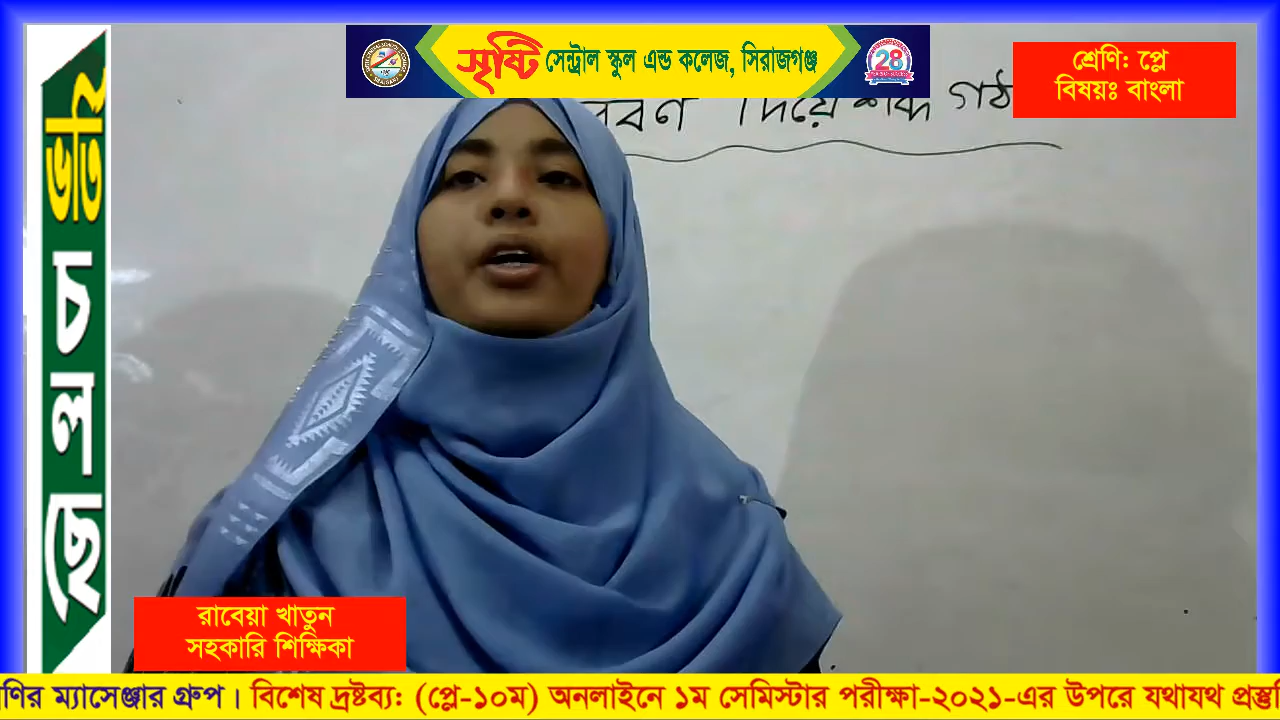 সৃষ্টি সেন্ট্রাল স্কুল এন্ড কলেজ, সিরাজগঞ্জ
28
শ্রেণি: প্লে
বিষয়ঃ বাংলা
দিয়ে শব্দ গঠ
ভর্তি চলছে
রাবেয়া খাতুন
সহকারি শিক্ষিকা
ণির ম্যাসেঞ্জার গ্রুপ। বিশেষ দ্রষ্টব্য: (প্লে-১০ম) অনলাইনে ১ম সেমিস্টার পরীক্ষা-২০২১-এর উপরে যথাযথ প্রস্তুতি